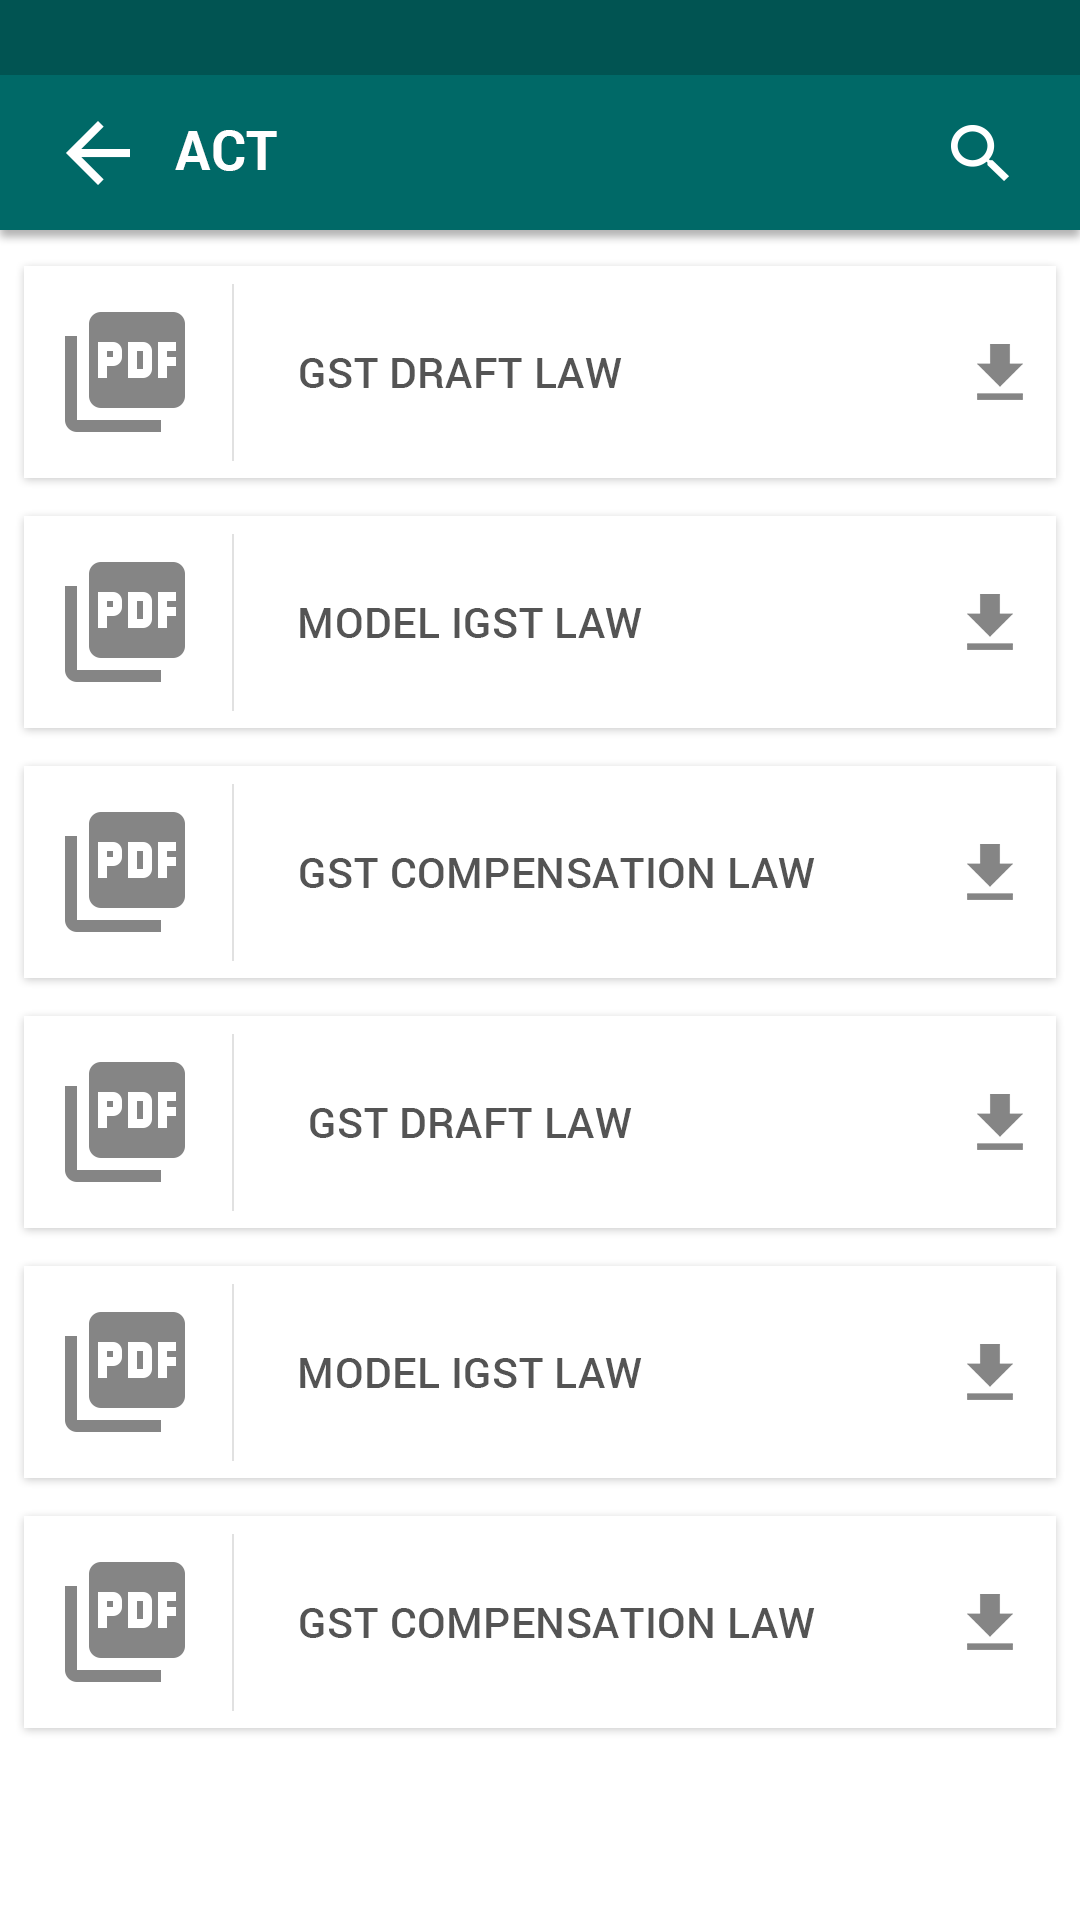 ACT
PDF
GST DRAFT LAW
PDF
MODEL IGST LAW
PDF
GST COMPENSATION LAW
PDF
GST DRAFT LAW
PDF
MODEL IGST LAW
PDF
GST COMPENSATION LAW